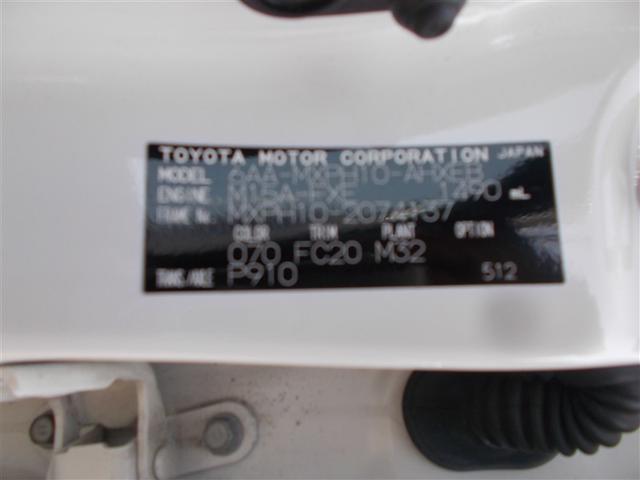 TOYOTA MOTOR CORPORATION JAPAN
MODEL 6AA-MXPH10-AHXEB
ENGINE M15A-FXE 1490 mL
FRAME No. MXPH10-2074137
COLOR TRIM PLANT OPTION
070 FC20 M32
TRANS/AXLE P910 512